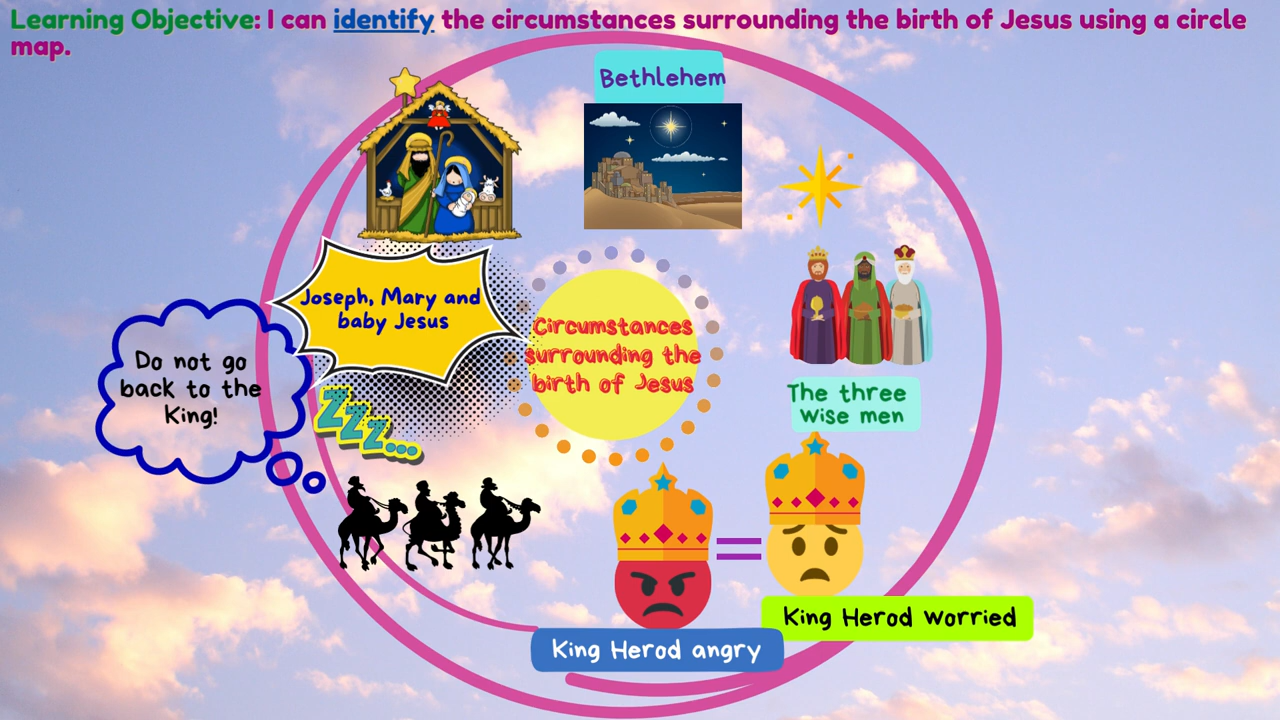 Learning Objective: I can identify the circumstances surrounding the birth of Jesus using a circle
map.
Bethlehem
Joseph, Mary and
baby Jesus
Circumstances
surrounding the
birth of Jesus
Do not go
back to the
King!
ZZZ...
The three
wise men
King Herod worried
King Herod angry